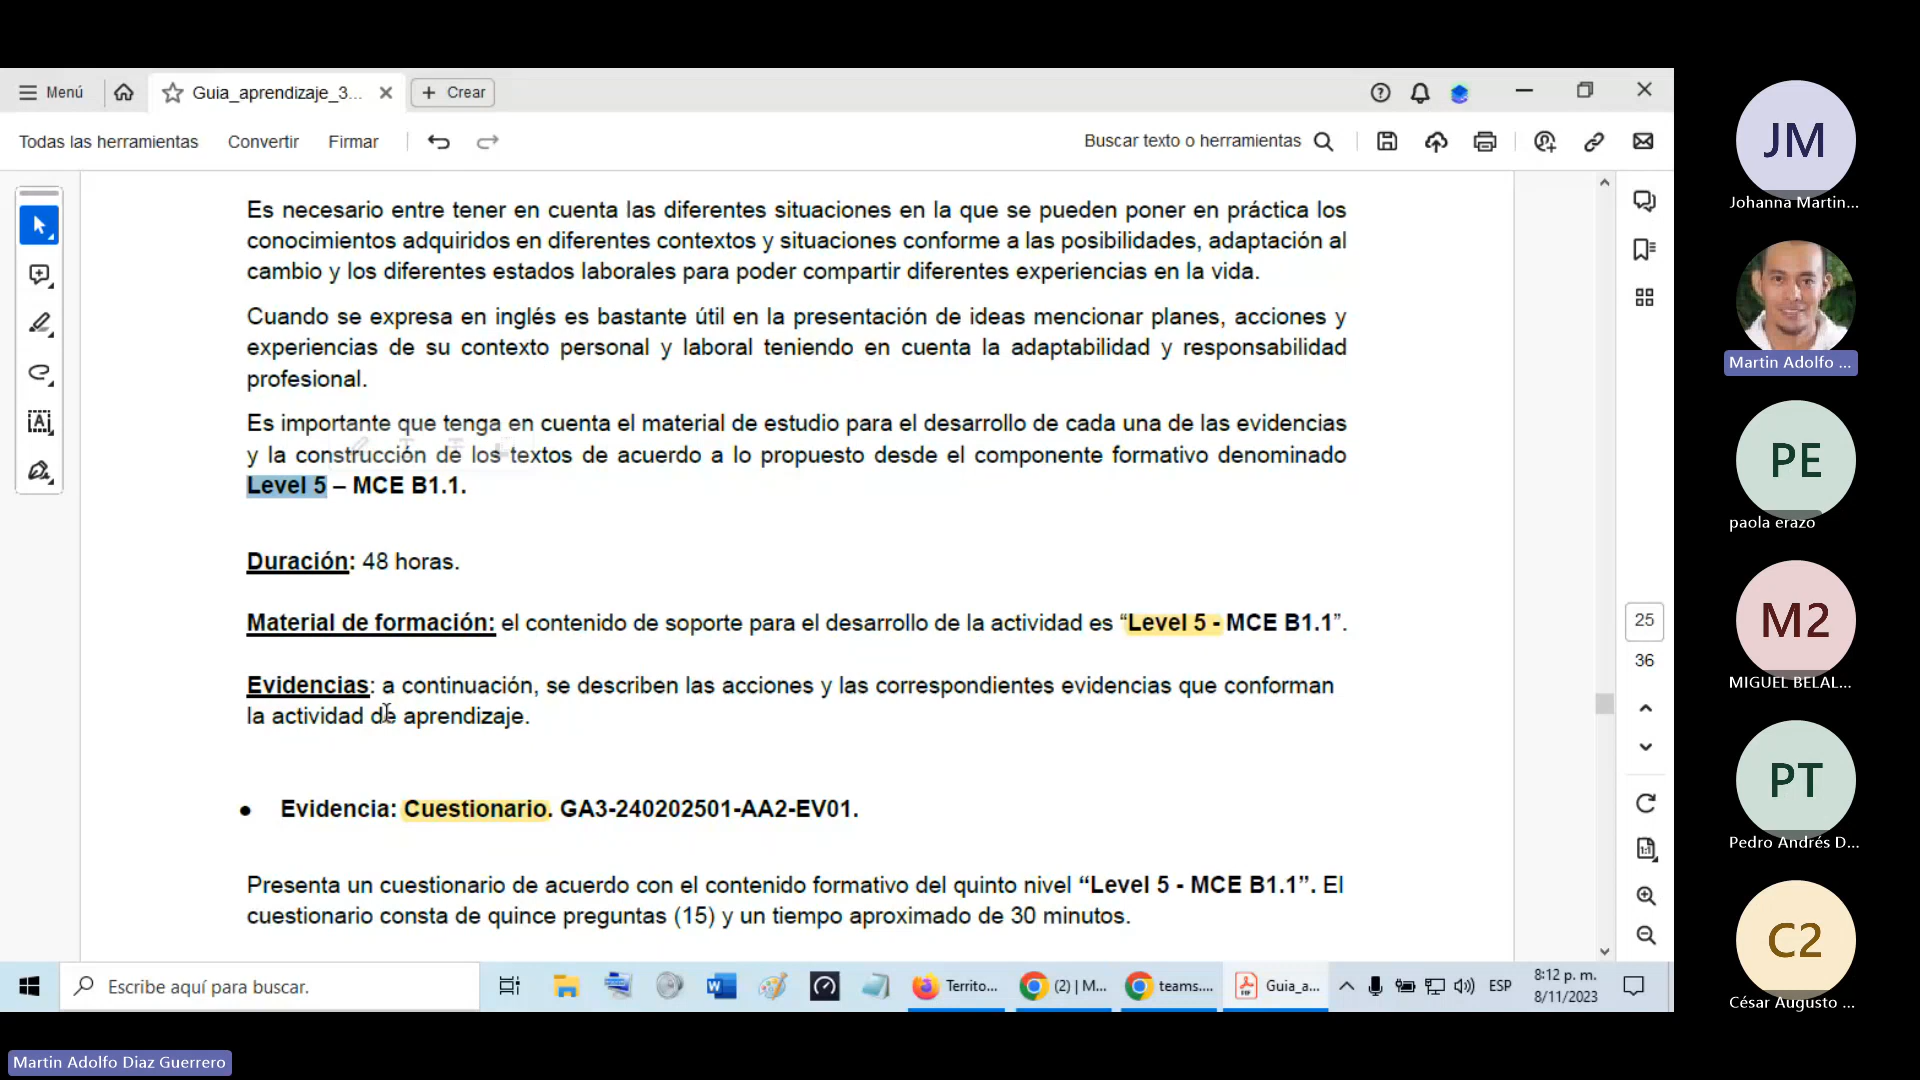 Menú
Guia_aprendizaje_3...
Crear
Todas las herramientas
Convertir
Firmar
Buscar texto o herramientas
Es necesario entre tener en cuenta las diferentes situaciones en la que se pueden poner en práctica los
conocimientos adquiridos en diferentes contextos y situaciones conforme a las posibilidades, adaptación al
cambio y los diferentes estados laborales para poder compartir diferentes experiencias en la vida.
Cuando se expresa en inglés es bastante útil en la presentación de ideas mencionar planes, acciones y
experiencias de su contexto personal y laboral teniendo en cuenta la adaptabilidad y responsabilidad
profesional.
Es importante que tenga en cuenta el material de estudio para el desarrollo de cada una de las evidencias
y la construcción de los textos de acuerdo a lo propuesto desde el componente formativo denominado
Level 5 – MCE B1.1.
Duración: 48 horas.
Material de formación: el contenido de soporte para el desarrollo de la actividad es “Level 5 - MCE B1.1”.
Evidencias: a continuación, se describen las acciones y las correspondientes evidencias que conforman
la actividad de aprendizaje.
● Evidencia: Cuestionario. GA3-240202501-AA2-EV01.
Presenta un cuestionario de acuerdo con el contenido formativo del quinto nivel “Level 5 - MCE B1.1”. El
cuestionario consta de quince preguntas (15) y un tiempo aproximado de 30 minutos.
25
36
1:1
Escribe aquí para buscar.
Territo...
(2) | M...
teams....
Guia_a...
ESP
8:12 p. m.
8/11/2023
JM
Johanna Martin...
Martin Adolfo ...
PE
paola erazo
M2
MIGUEL BELAL...
PT
Pedro Andrés D...
C2
César Augusto ...
Martin Adolfo Diaz Guerrero